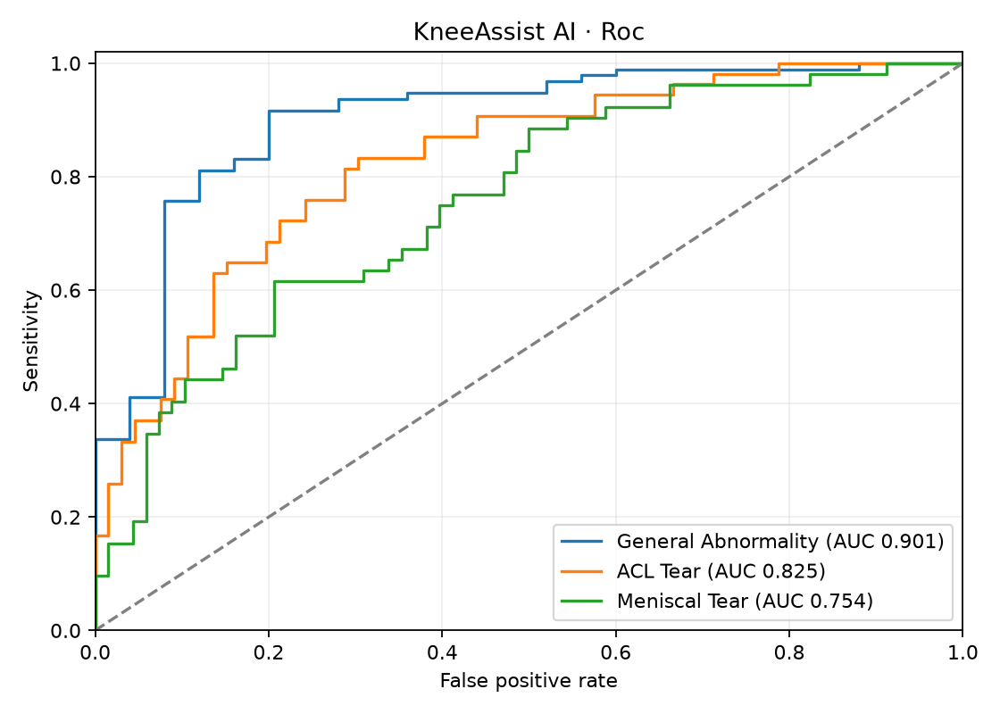 KneeAssist AI · Roc
1.0
0.8
0.6
0.4
0.2
0.0
Sensitivity
General Abnormality (AUC 0.901)
ACL Tear (AUC 0.825)
Meniscal Tear (AUC 0.754)
0.0 0.2 0.4 0.6 0.8 1.0
False positive rate